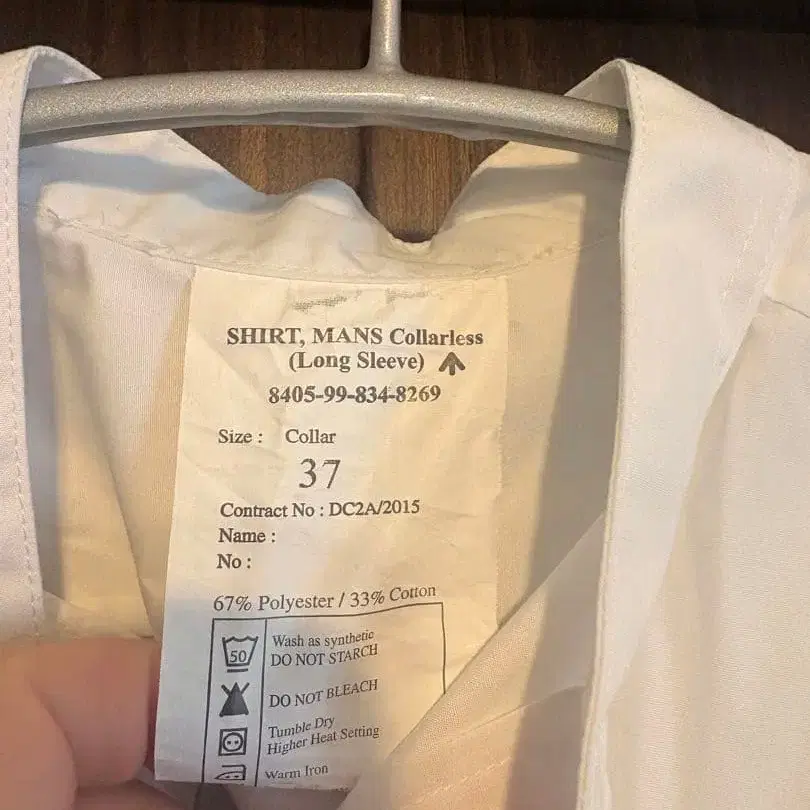 SHIRT, MANS Collarless
(Long Sleeve)
8405-99-834-8269
Size : Collar
37
Contract No : DC2A/2015
Name :
No :
67% Polyester / 33% Cotton
50
Wash as synthetic
DO NOT STARCH
DO NOT BLEACH
Tumble Dry
Higher Heat Setting
Warm Iron